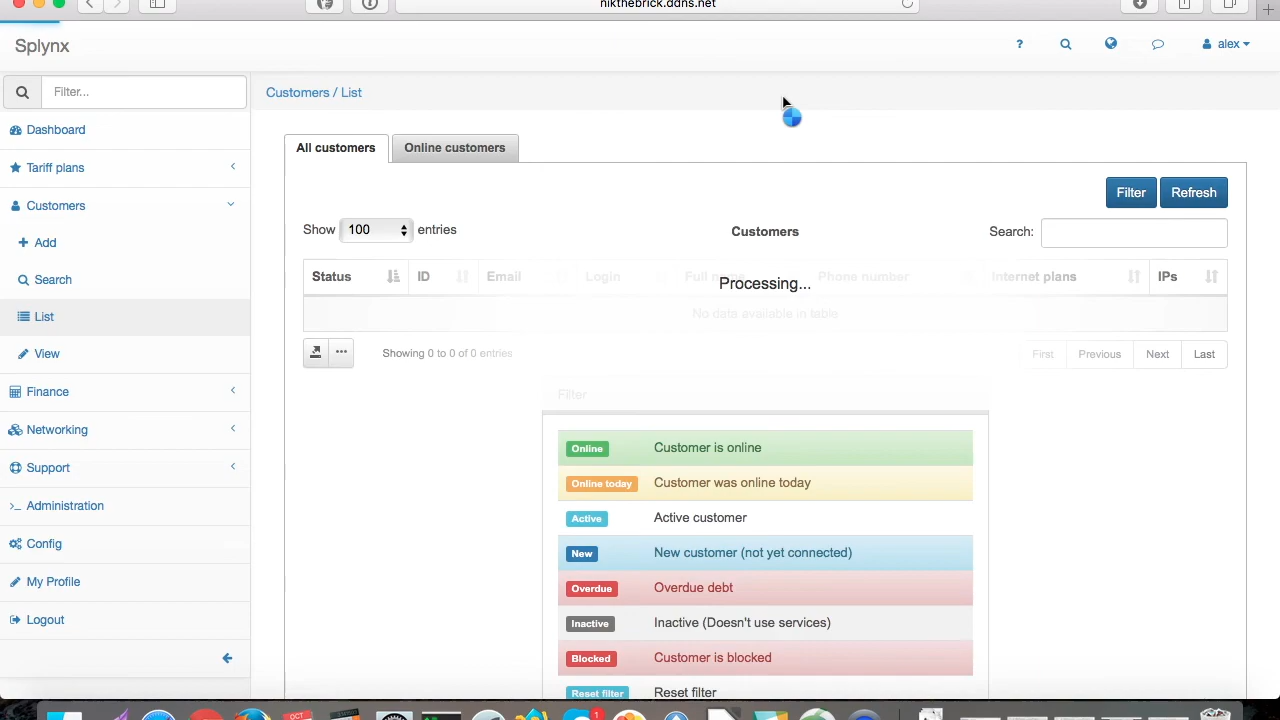 nikthebrick.ddns.net
Splynx
?
alex
Filter...
Customers / List
Dashboard
Tariff plans
Customers
Add
Search
List
View
Finance
Networking
Support
Administration
Config
My Profile
Logout
All customers
Online customers
Filter
Refresh
Show 100 entries
Customers
Search:
Status ID Email Login Full name Phone number Internet plans IPs
Processing...
No data available in table
Showing 0 to 0 of 0 entries
First Previous Next Last
Filter
Online Customer is online
Online today Customer was online today
Active Active customer
New New customer (not yet connected)
Overdue Overdue debt
Inactive Inactive (Doesn't use services)
Blocked Customer is blocked
Reset filter Reset filter
OCT
1